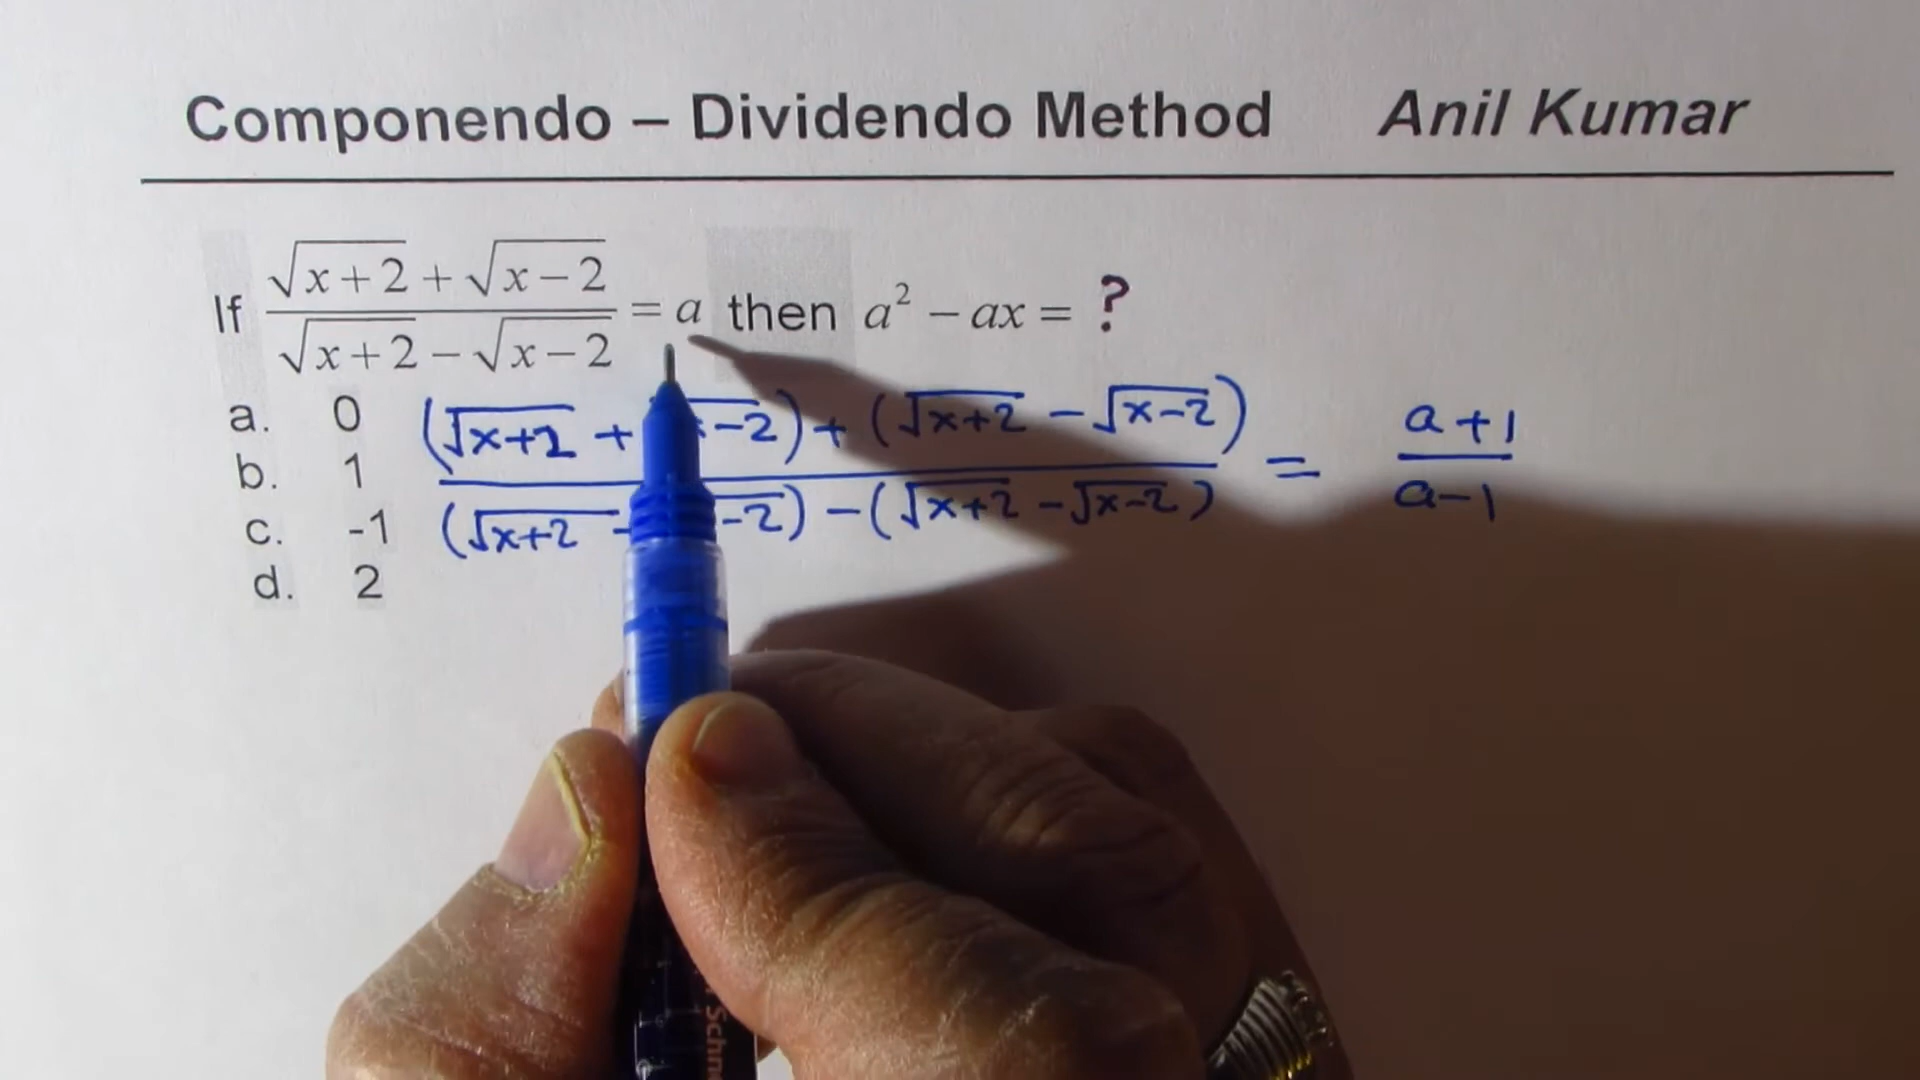 Componendo – Dividendo Method Anil Kumar
If (√(x+2) + √(x−2)) / (√(x+2) − √(x−2)) = a then a² − ax = ?
a. 0
b. 1
c. -1
d. 2
(√x+2 + x−2) + (√x+2 − √x−2) = a+1
(√x+2 − −2) − (√x+2 − √x−2) a−1